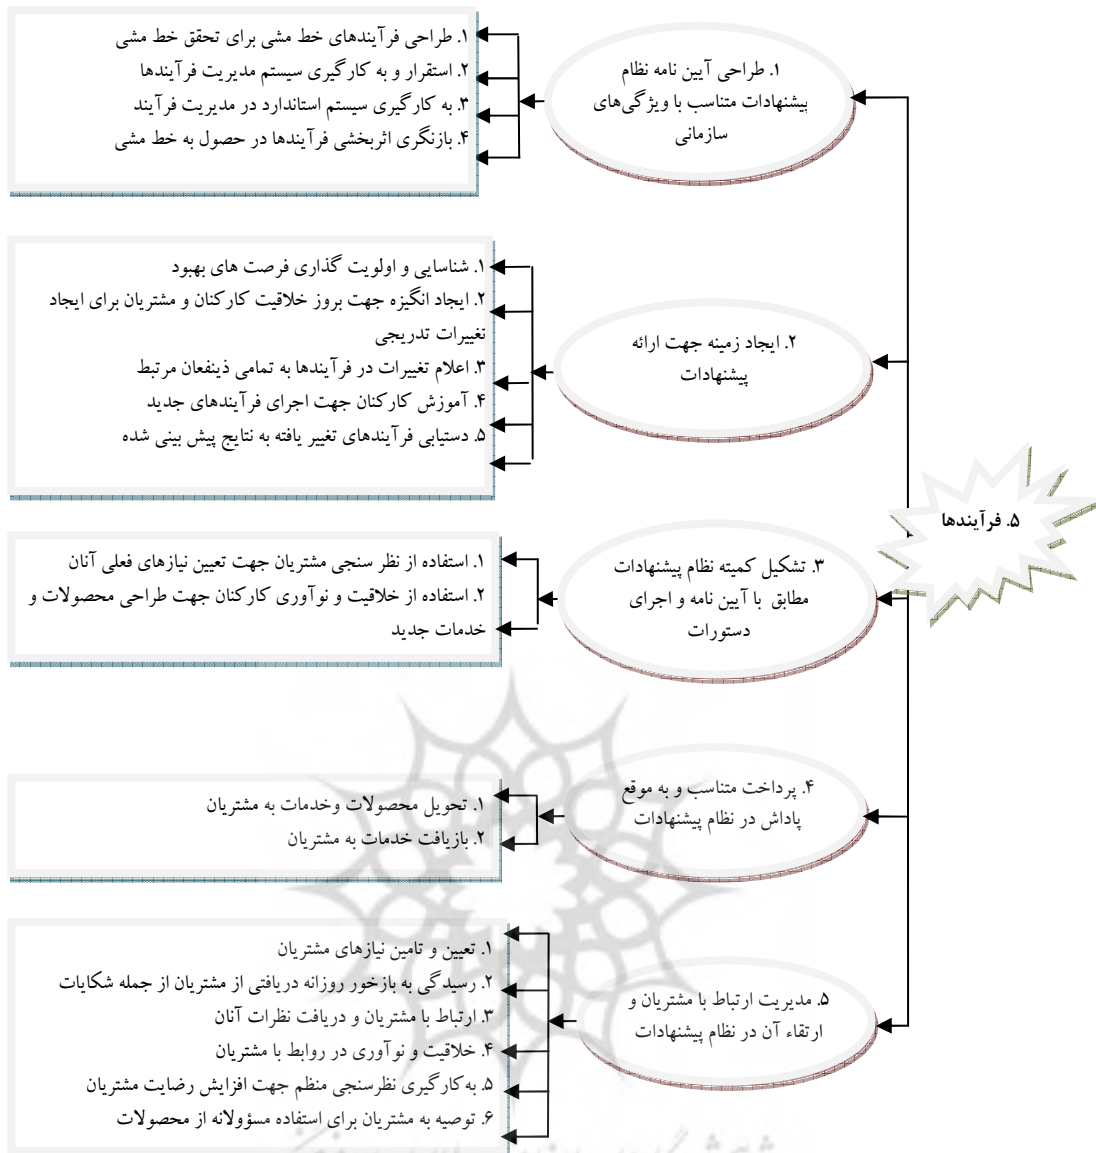 ۵. فرآیندها
۱. طراحی آیین نامه نظام
پیشنهادات متناسب با ویژگی‌های
سازمانی
۱. طراحی فرآیندهای خط مشی برای تحقق خط مشی
۲. استقرار و به کارگیری سیستم مدیریت فرآیندها
۳. به کارگیری سیستم استاندارد در مدیریت فرآیند
۴. بازنگری اثربخشی فرآیندها در حصول به خط مشی
۲. ایجاد زمینه جهت ارائه
پیشنهادات
۱. شناسایی و اولویت گذاری فرصت های بهبود
۲. ایجاد انگیزه جهت بروز خلاقیت کارکنان و مشتریان برای ایجاد
تغییرات تدریجی
۳. اعلام تغییرات در فرآیندها به تمامی ذینفعان مرتبط
۴. آموزش کارکنان جهت اجرای فرآیندهای جدید
۵. دستیابی فرآیندهای تغییر یافته به نتایج پیش بینی شده
۳. تشکیل کمیته نظام پیشنهادات
مطابق با آیین نامه و اجرای
دستورات
۱. استفاده از نظر سنجی مشتریان جهت تعیین نیازهای فعلی آنان
۲. استفاده از خلاقیت و نوآوری کارکنان جهت طراحی محصولات و
خدمات جدید
۴. پرداخت متناسب و به موقع
پاداش در نظام پیشنهادات
۱. تحویل محصولات وخدمات به مشتریان
۲. بازیافت خدمات به مشتریان
۵. مدیریت ارتباط با مشتریان و
ارتقاء آن در نظام پیشنهادات
۱. تعیین و تامین نیازهای مشتریان
۲. رسیدگی به بازخور روزانه دریافتی از مشتریان از جمله شکایات
۳. ارتباط با مشتریان و دریافت نظرات آنان
۴. خلاقیت و نوآوری در روابط با مشتریان
۵. به‌کارگیری نظرسنجی منظم جهت افزایش رضایت مشتریان
۶. توصیه به مشتریان برای استفاده مسؤولانه از محصولات